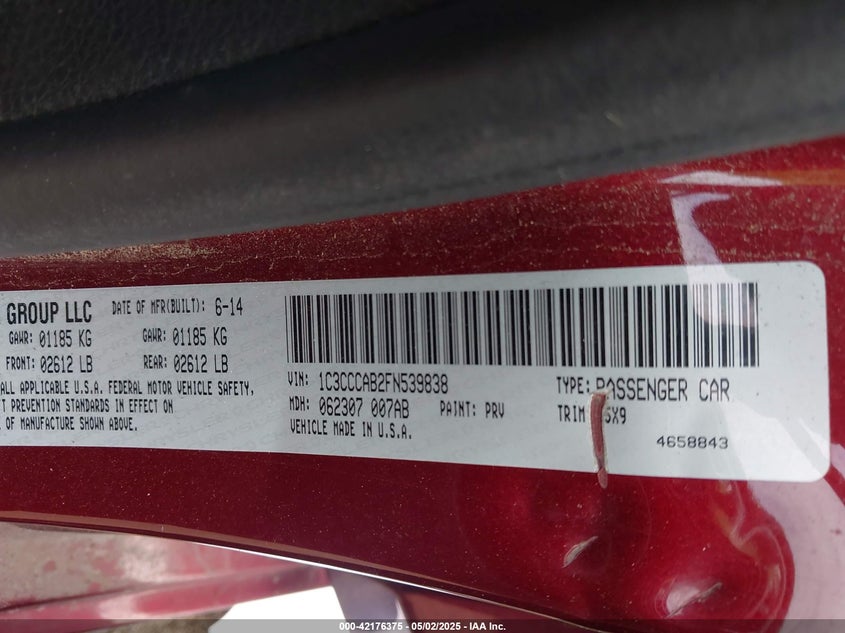 GROUP LLC DATE OF MFR(BUILT): 6-14
GAWR: 01185 KG GAWR: 01185 KG
FRONT: 02612 LB REAR: 02612 LB
ALL APPLICABLE U.S.A. FEDERAL MOTOR VEHICLE SAFETY,
PREVENTION STANDARDS IN EFFECT ON
OF MANUFACTURE SHOWN ABOVE.
VIN: 1C3CCCAB2FN539838 TYPE: PASSENGER CAR
MDH: 062307 007AB PAINT: PRV TRIM 5X9
VEHICLE MADE IN U.S.A. 4658843
000-42176375 - 05/02/2025 - IAA Inc.